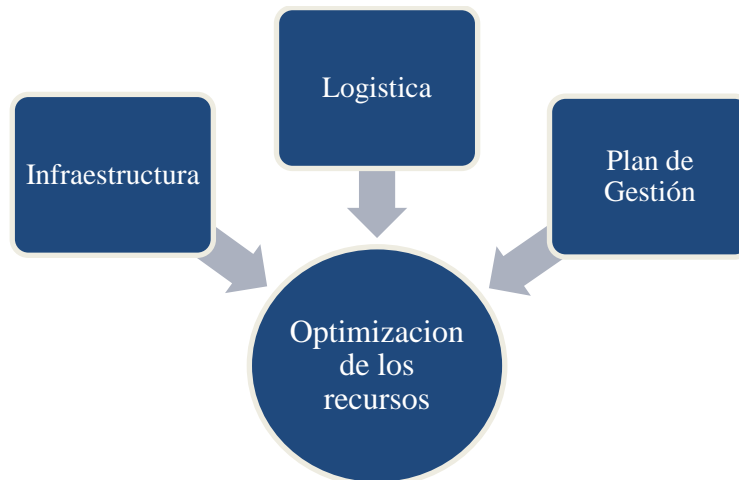 Logistica
Infraestructura
Plan de
Gestión
Optimizacion
de los
recursos